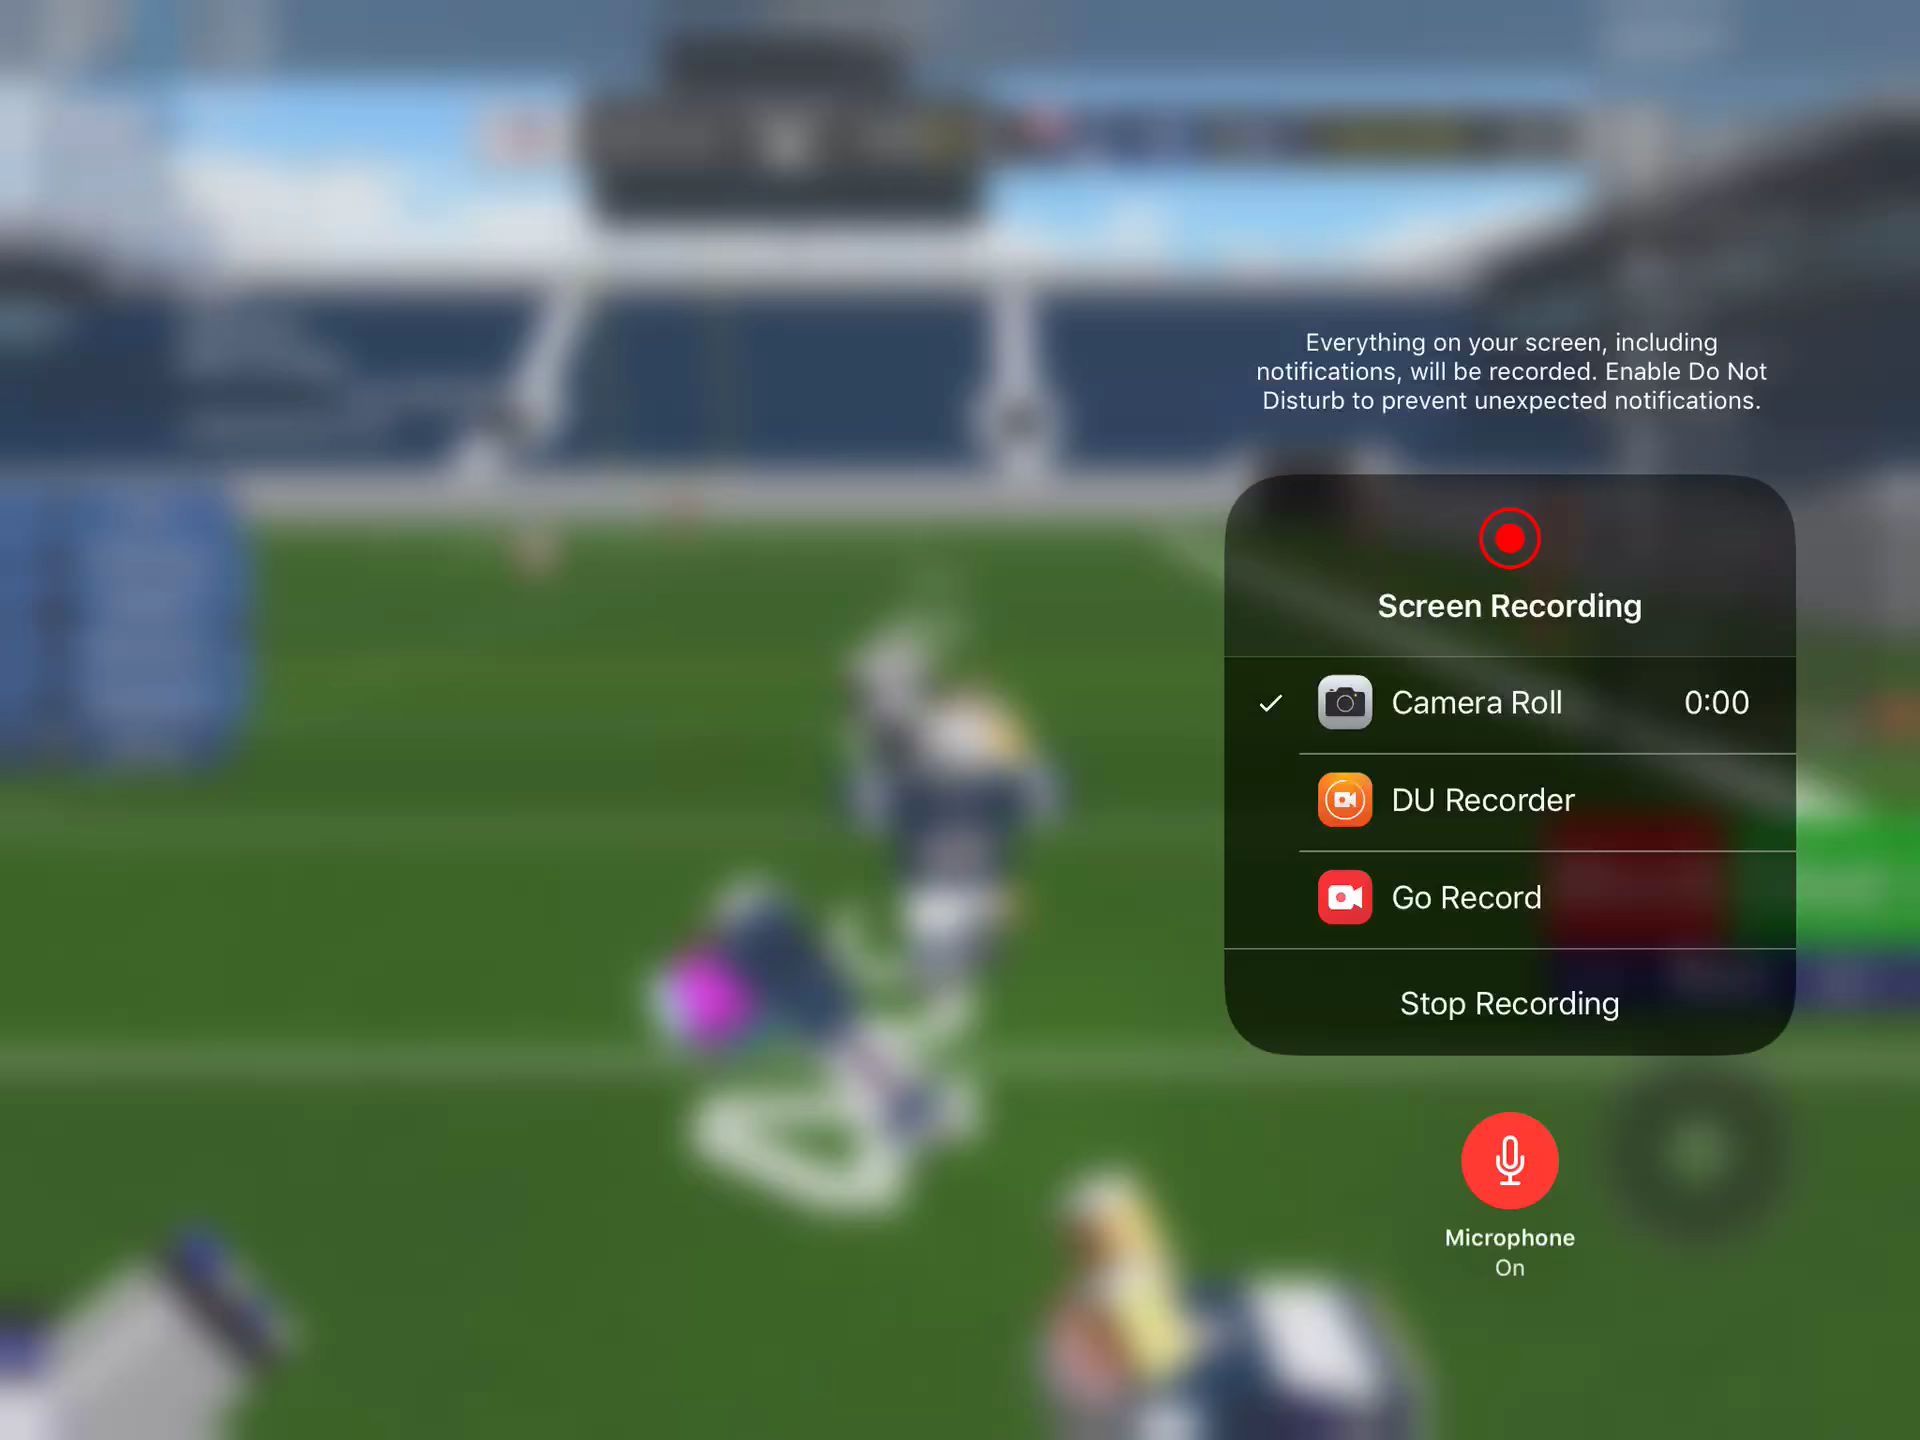 Everything on your screen, including
notifications, will be recorded. Enable Do Not
Disturb to prevent unexpected notifications.
Screen Recording
Camera Roll 0:00
DU Recorder
Go Record
Stop Recording
Microphone
On